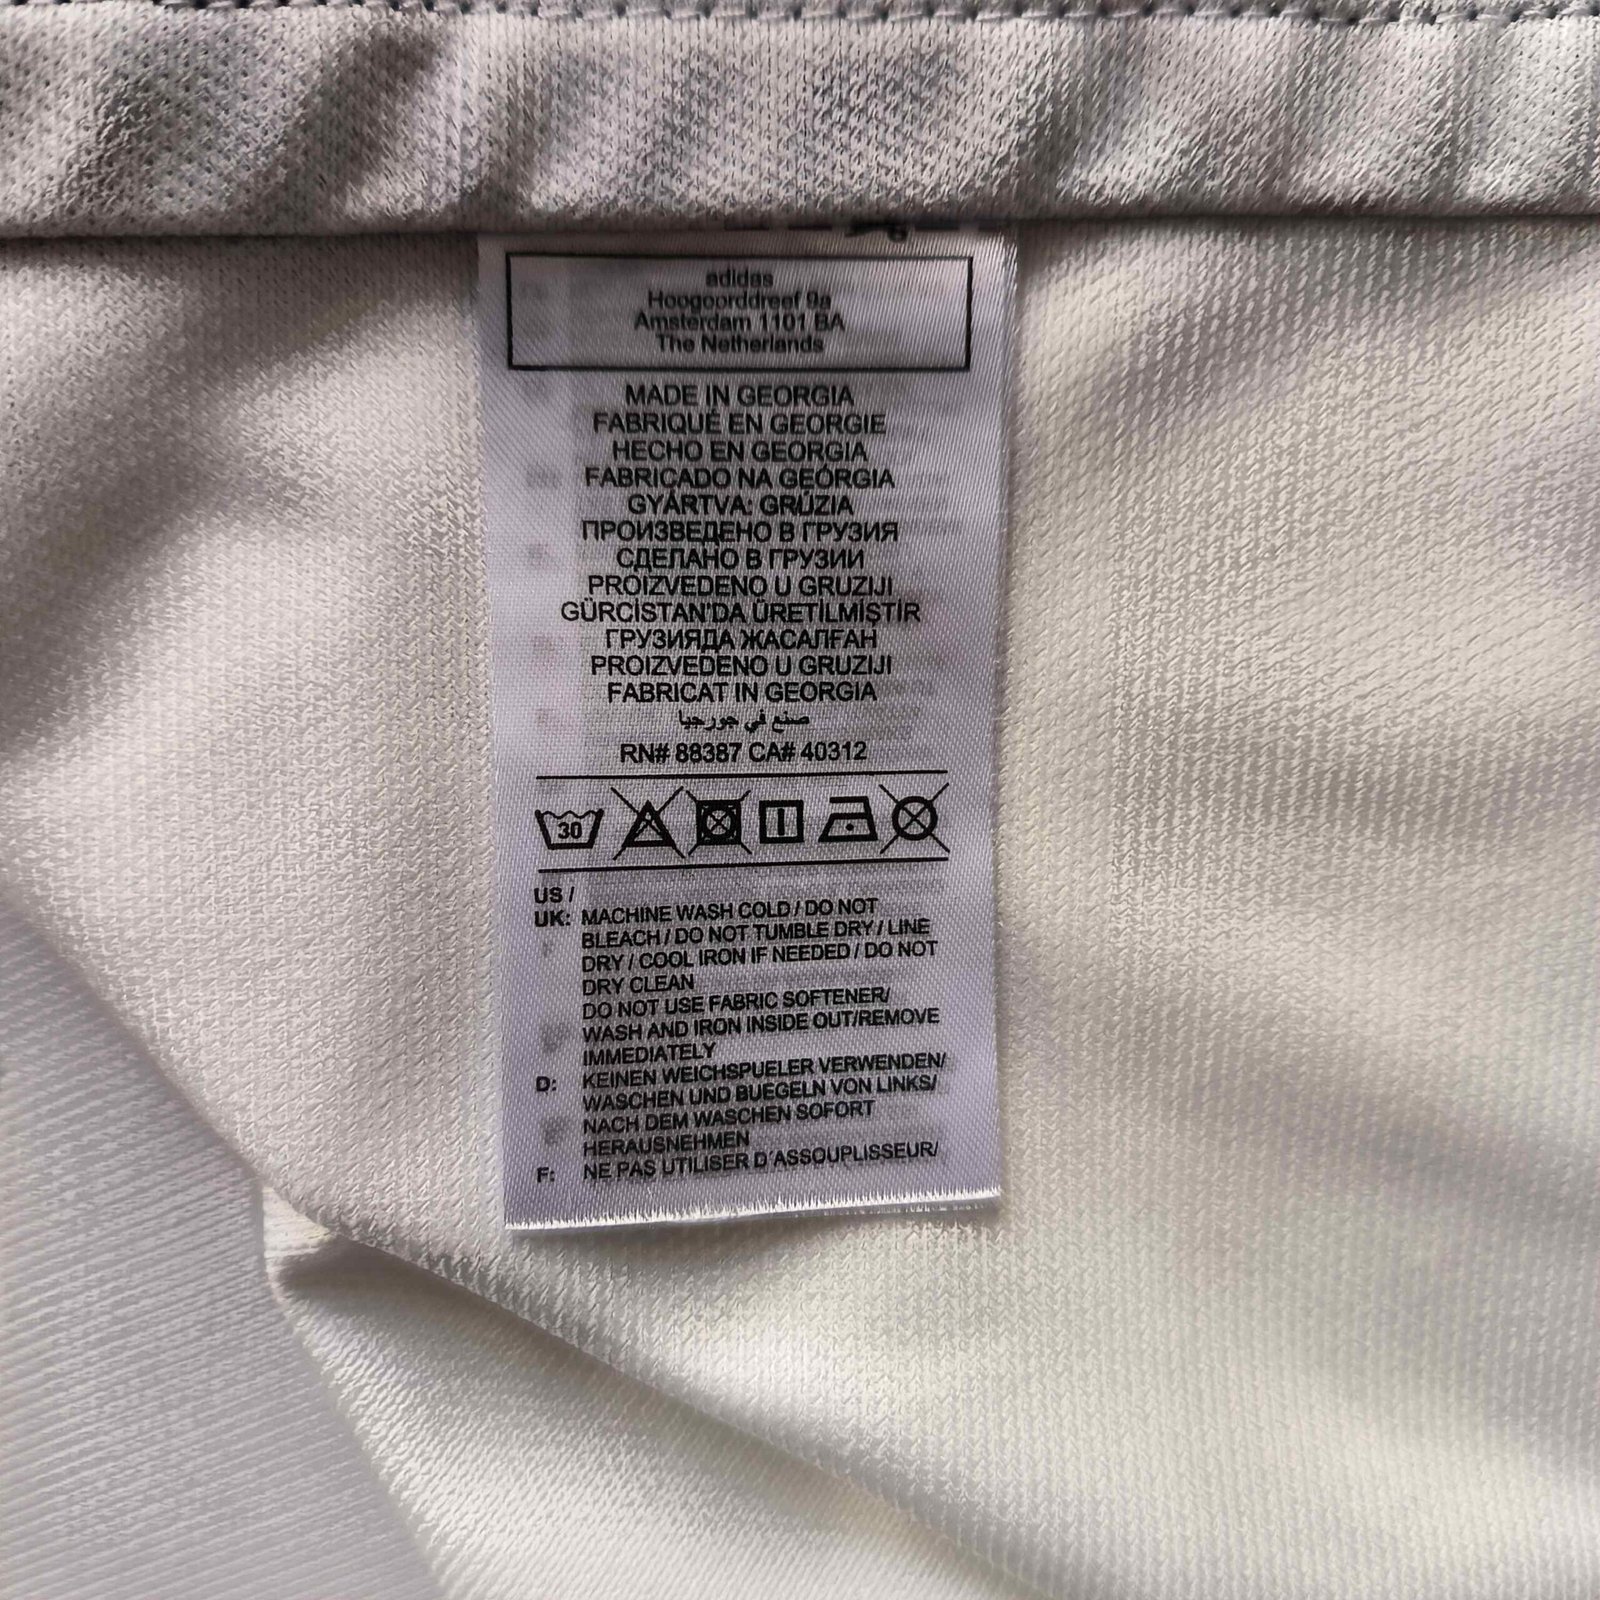 adidas
Hoogoorddreef 9a
Amsterdam 1101 BA
The Netherlands
MADE IN GEORGIA
FABRIQUÉ EN GEORGIE
HECHO EN GEORGIA
FABRICADO NA GEÓRGIA
GYÁRTVA: GRÚZIA
ПРОИЗВЕДЕНО В ГРУЗИЯ
СДЕЛАНО В ГРУЗИИ
PROIZVEDENO U GRUZIJI
GÜRCİSTAN'DA ÜRETİLMİŞTİR
ГРУЗИЯДА ЖАСАЛҒАН
PROIZVEDENO U GRUZIJI
FABRICAT IN GEORGIA
صنع في جورجيا
RN# 88387 CA# 40312
30
US /
UK: MACHINE WASH COLD / DO NOT
BLEACH / DO NOT TUMBLE DRY / LINE
DRY / COOL IRON IF NEEDED / DO NOT
DRY CLEAN
DO NOT USE FABRIC SOFTENER/
WASH AND IRON INSIDE OUT/REMOVE
IMMEDIATELY
D: KEINEN WEICHSPUELER VERWENDEN/
WASCHEN UND BUEGELN VON LINKS/
NACH DEM WASCHEN SOFORT
HERAUSNEHMEN
F: NE PAS UTILISER D'ASSOUPLISSEUR/